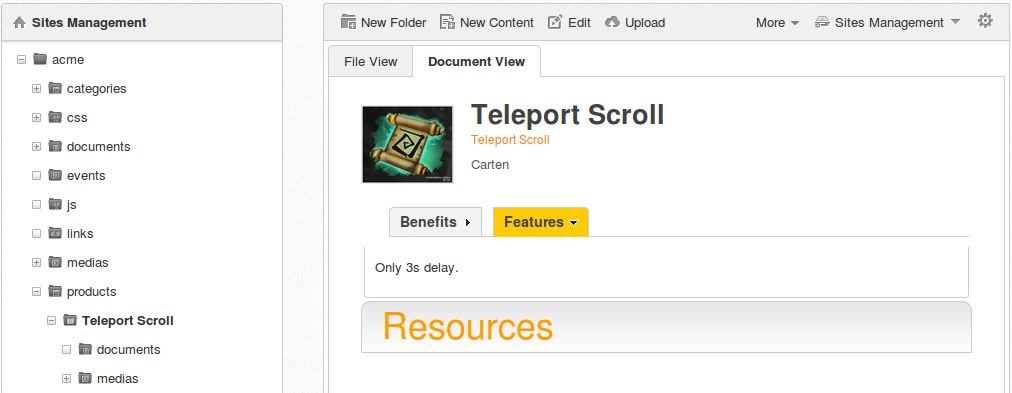 Sites Management
acme
categories
css
documents
events
js
links
medias
products
Teleport Scroll
documents
medias
New Folder New Content Edit Upload More Sites Management
File View Document View
Teleport Scroll
Teleport Scroll
Carten
Benefits Features
Only 3s delay.
Resources